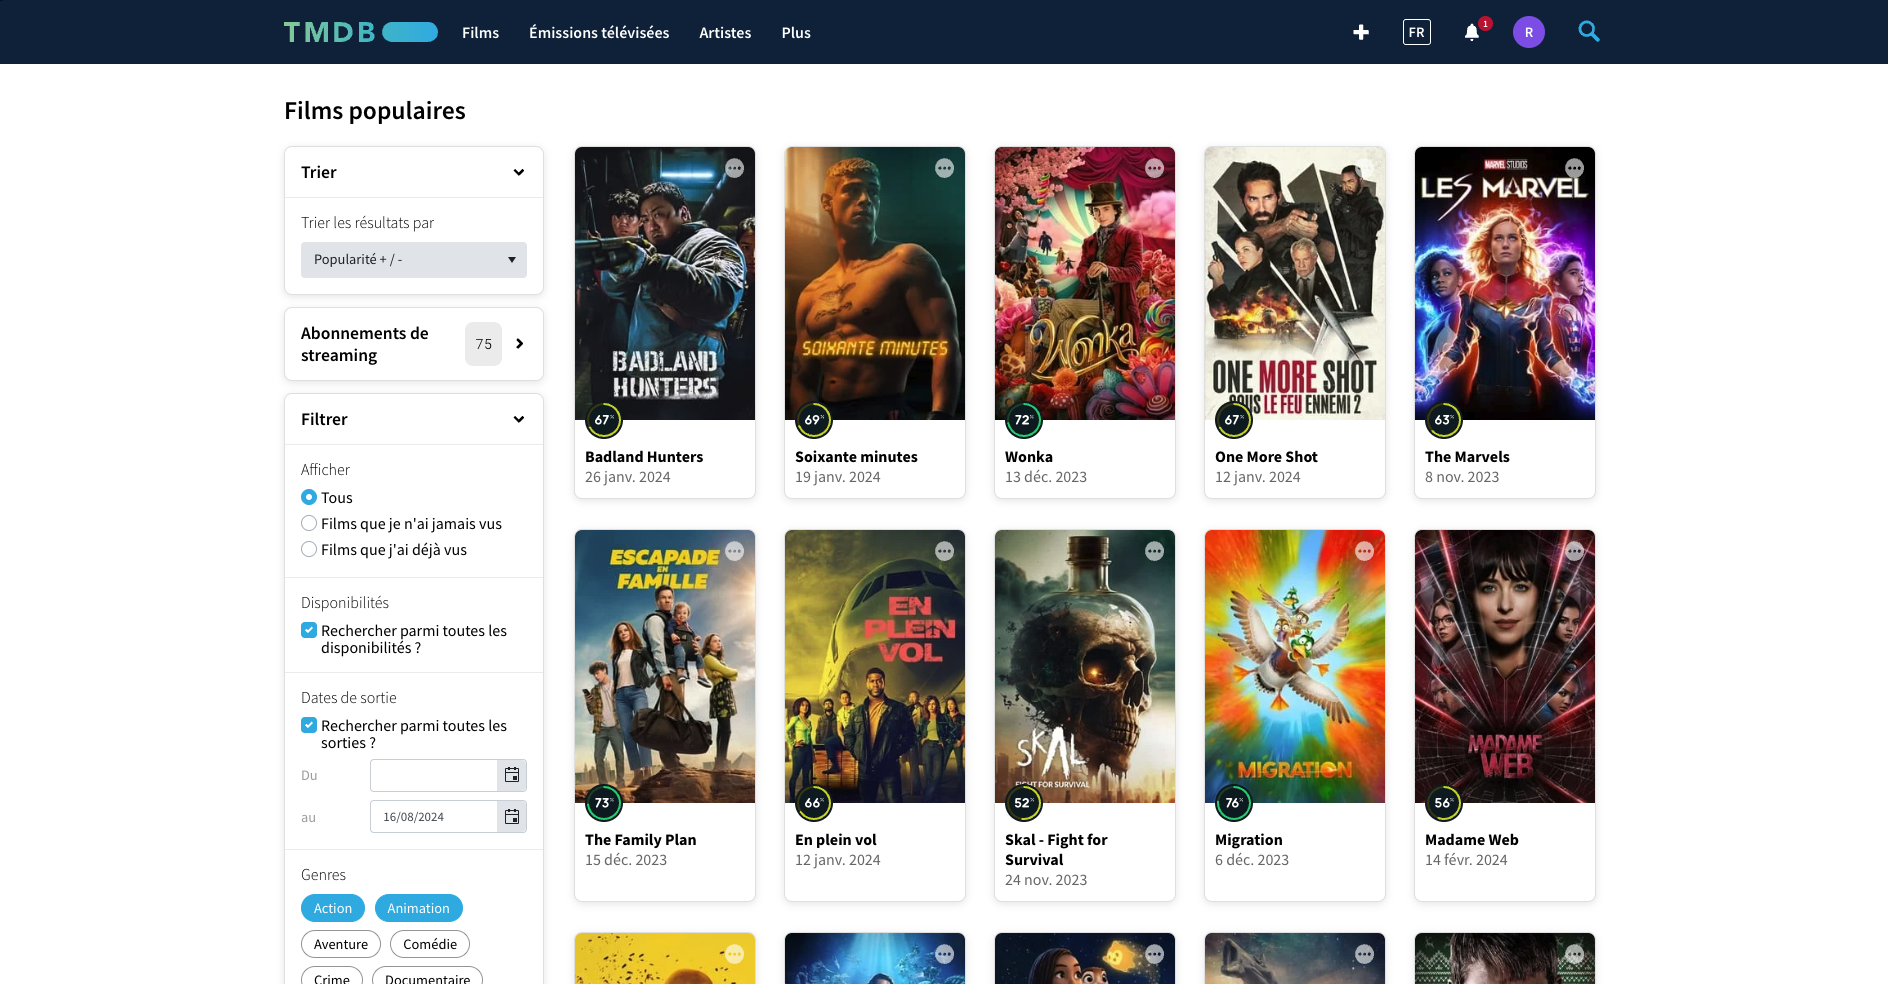 TMDB
Films
Émissions télévisées
Artistes
Plus
FR
1
R
Films populaires
Trier
Trier les résultats par
Popularité + / -
Abonnements de
streaming
75
Filtrer
Afficher
Tous
Films que je n'ai jamais vus
Films que j'ai déjà vus
Disponibilités
Rechercher parmi toutes les
disponibilités ?
Dates de sortie
Rechercher parmi toutes les
sorties ?
Du
au
16/08/2024
Genres
Action
Animation
Aventure
Comédie
Crime
Documentaire
BADLAND
HUNTERS
67%
Badland Hunters
26 janv. 2024
SOIXANTE MINUTES
69%
Soixante minutes
19 janv. 2024
Wonka
72%
Wonka
13 déc. 2023
ONE MORE SHOT
SOUS LE FEU ENNEMI 2
67%
One More Shot
12 janv. 2024
MARVEL STUDIOS
LES MARVEL
63%
The Marvels
8 nov. 2023
ESCAPADE
EN
FAMILLE
73%
The Family Plan
15 déc. 2023
EN
PLEIN
VOL
66%
En plein vol
12 janv. 2024
SKAL
FIGHT FOR SURVIVAL
52%
Skal - Fight for
Survival
24 nov. 2023
MIGRATION
76%
Migration
6 déc. 2023
MADAME
WEB
56%
Madame Web
14 févr. 2024